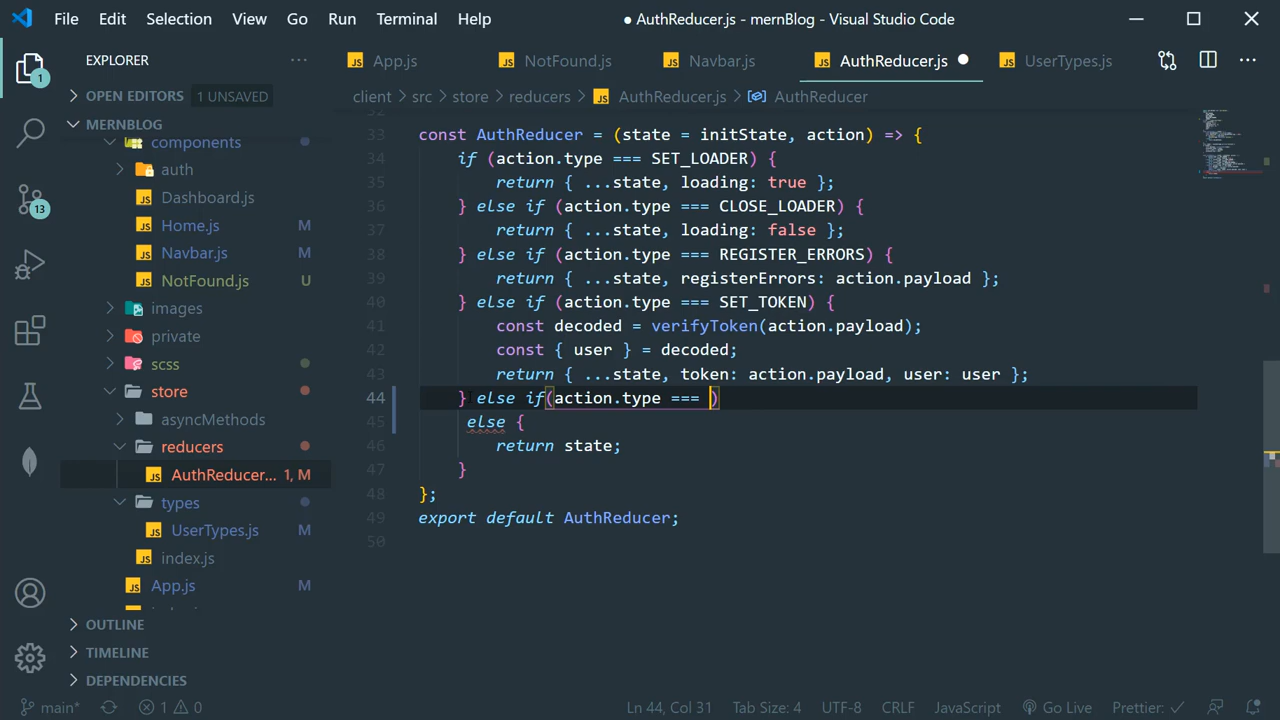 File Edit Selection View Go Run Terminal Help ● AuthReducer.js - mernBlog - Visual Studio Code
EXPLORER
App.js NotFound.js Navbar.js AuthReducer.js UserTypes.js
OPEN EDITORS 1 UNSAVED
client > src > store > reducers > AuthReducer.js > AuthReducer
MERNBLOG
components
auth
Dashboard.js
Home.js M
Navbar.js M
NotFound.js U
images
private
scss
store
asyncMethods
reducers
AuthReducer... 1, M
types
UserTypes.js M
index.js
App.js M
OUTLINE
TIMELINE
DEPENDENCIES
1
13
33 const AuthReducer = (state = initState, action) => {
34 if (action.type === SET_LOADER) {
35 return { ...state, loading: true };
36 } else if (action.type === CLOSE_LOADER) {
37 return { ...state, loading: false };
38 } else if (action.type === REGISTER_ERRORS) {
39 return { ...state, registerErrors: action.payload };
40 } else if (action.type === SET_TOKEN) {
41 const decoded = verifyToken(action.payload);
42 const { user } = decoded;
43 return { ...state, token: action.payload, user: user };
44 } else if(action.type === )
45 else {
46 return state;
47 }
48 };
49 export default AuthReducer;
50
main* 1 0 Ln 44, Col 31 Tab Size: 4 UTF-8 CRLF JavaScript Go Live Prettier: ✓